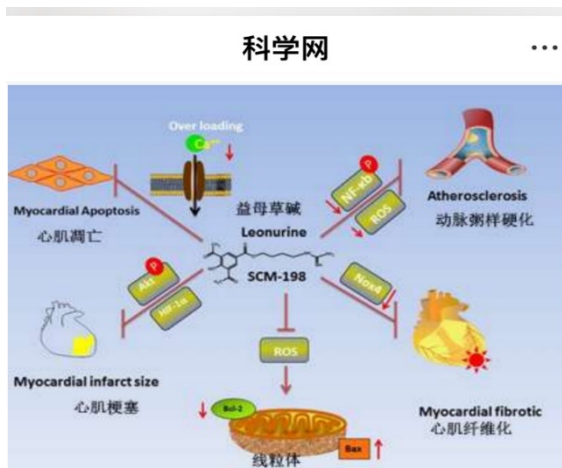 科学网
Over loading
Ca²⁺
P
NF-κb
ROS
Atherosclerosis
动脉粥样硬化
Myocardial Apoptosis
心肌凋亡
益母草碱
Leonurine
SCM-198
P
Akt
HIF-1α
Nox4
ROS
Myocardial infarct size
心肌梗塞
Bcl-2
Bax
线粒体
Myocardial fibrotic
心肌纤维化